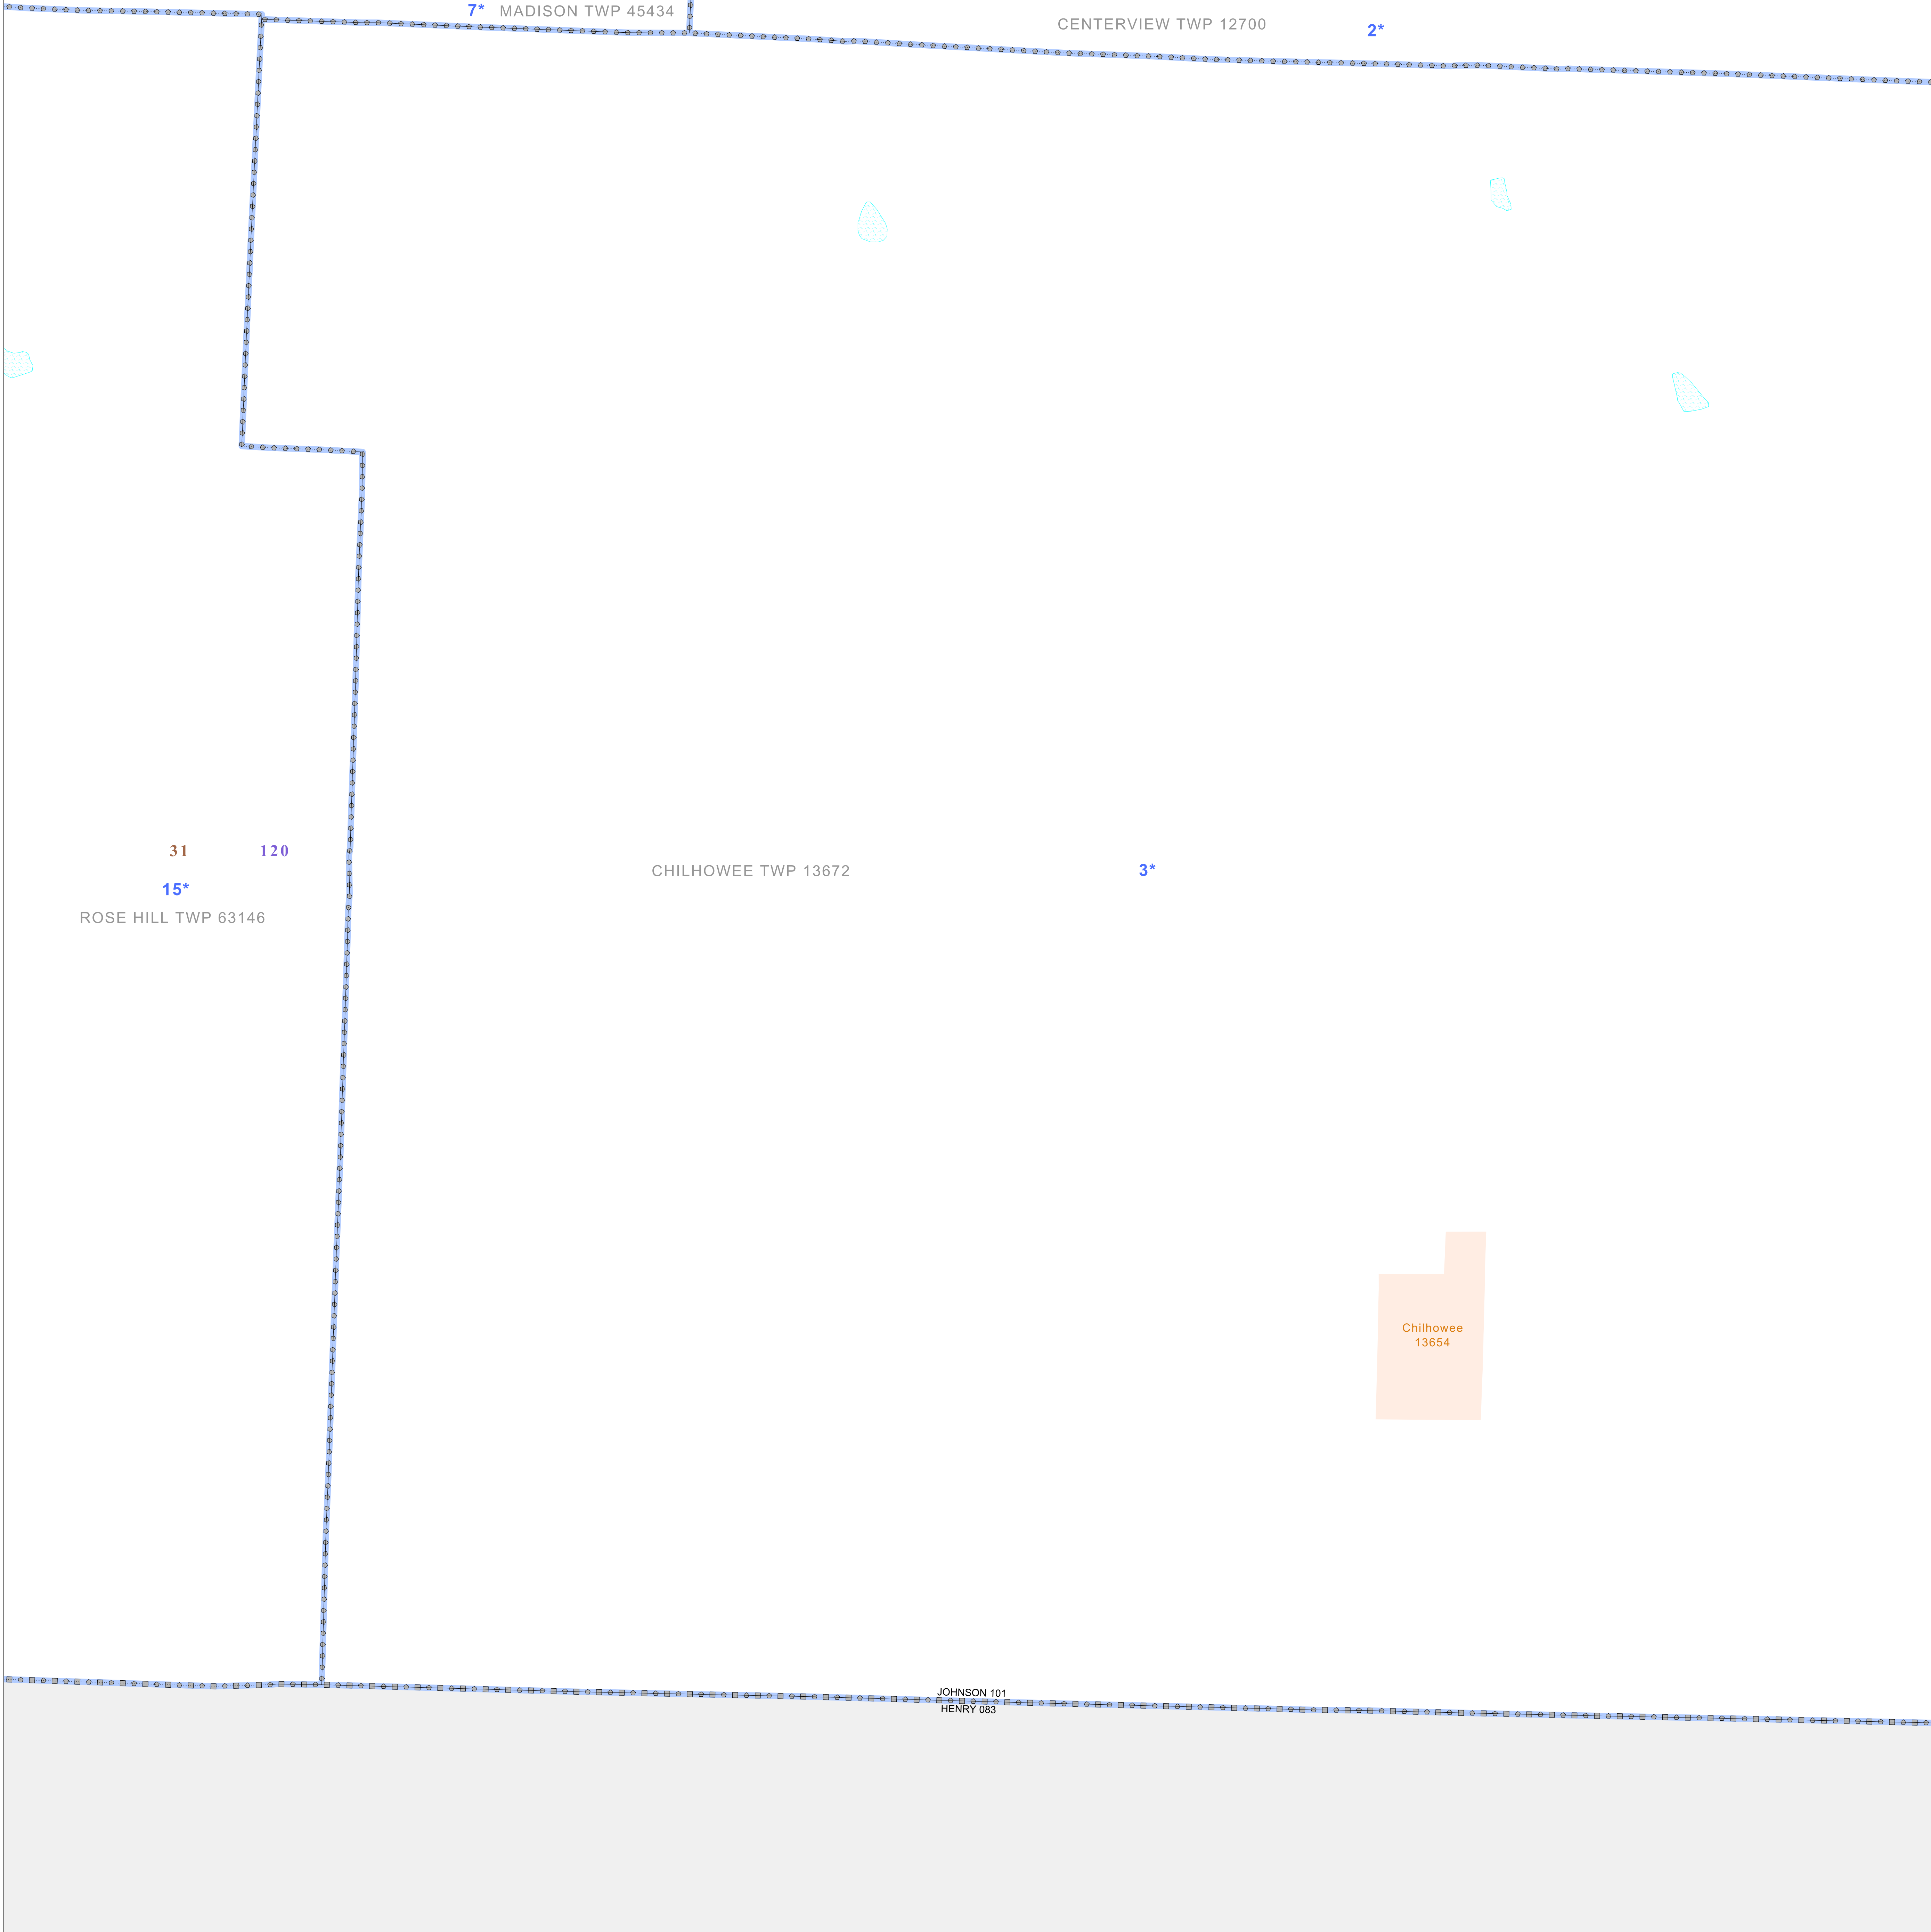 7* MADISON TWP 45434
CENTERVIEW TWP 12700 2*
31 120
15*
ROSE HILL TWP 63146
CHILHOWEE TWP 13672 3*
Chilhowee
13654
JOHNSON 101
HENRY 083